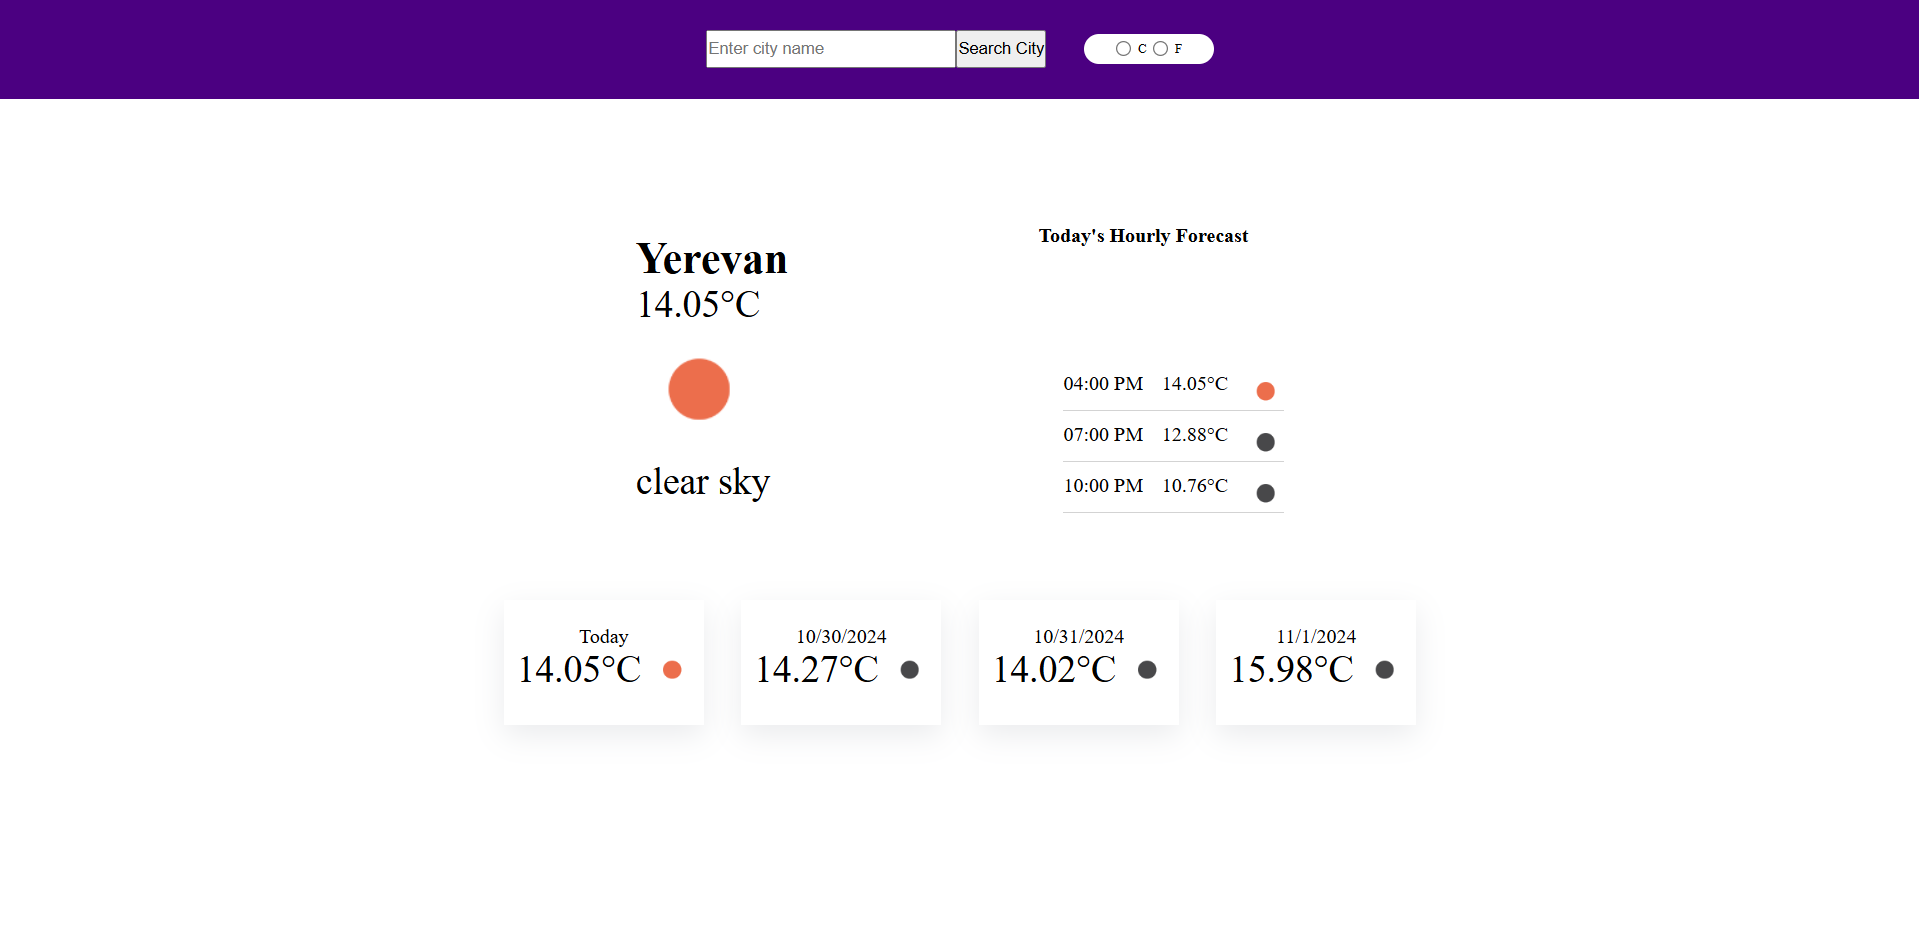 Enter city name Search City C F
Yerevan
14.05°C
clear sky
Today's Hourly Forecast
04:00 PM 14.05°C
07:00 PM 12.88°C
10:00 PM 10.76°C
Today
14.05°C
10/30/2024
14.27°C
10/31/2024
14.02°C
11/1/2024
15.98°C